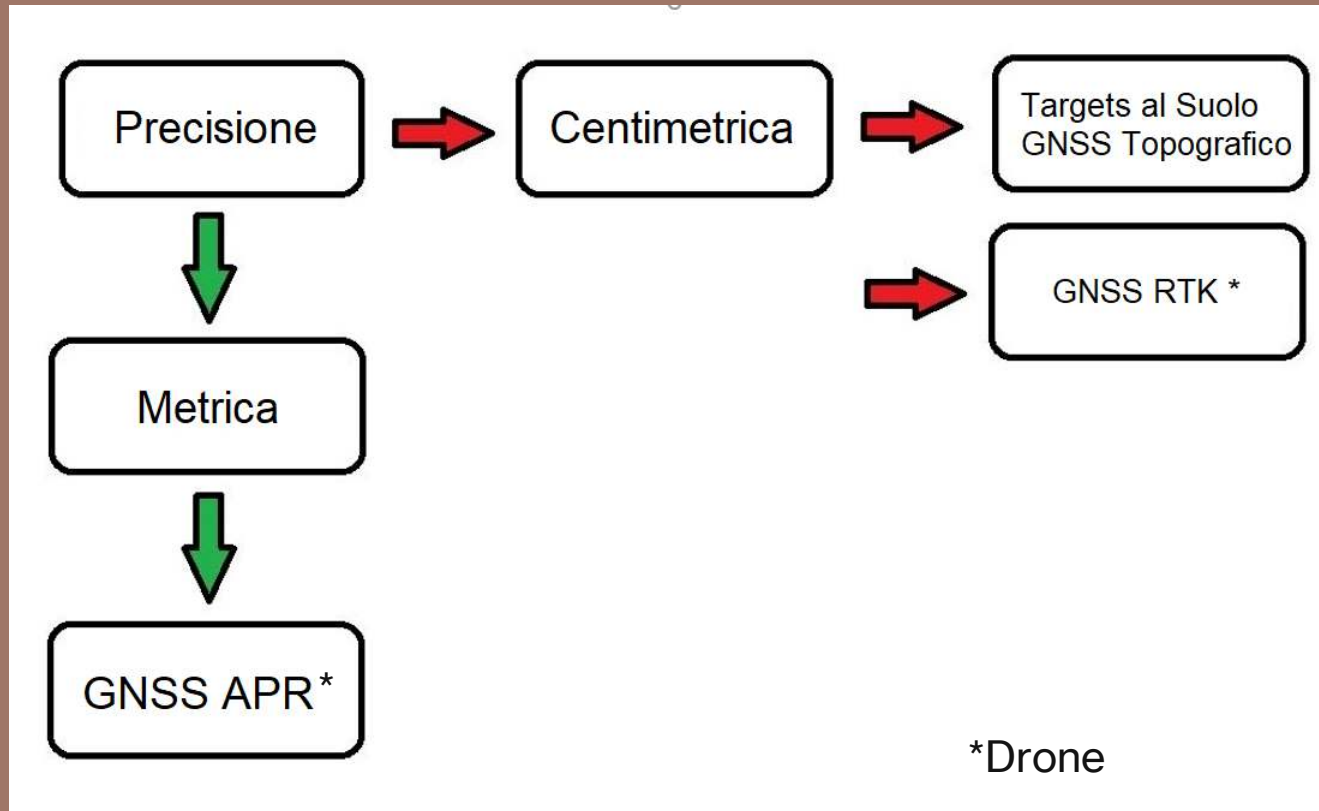 Precisione
Centimetrica
Targets al Suolo
GNSS Topografico
GNSS RTK *
Metrica
GNSS APR*
*Drone